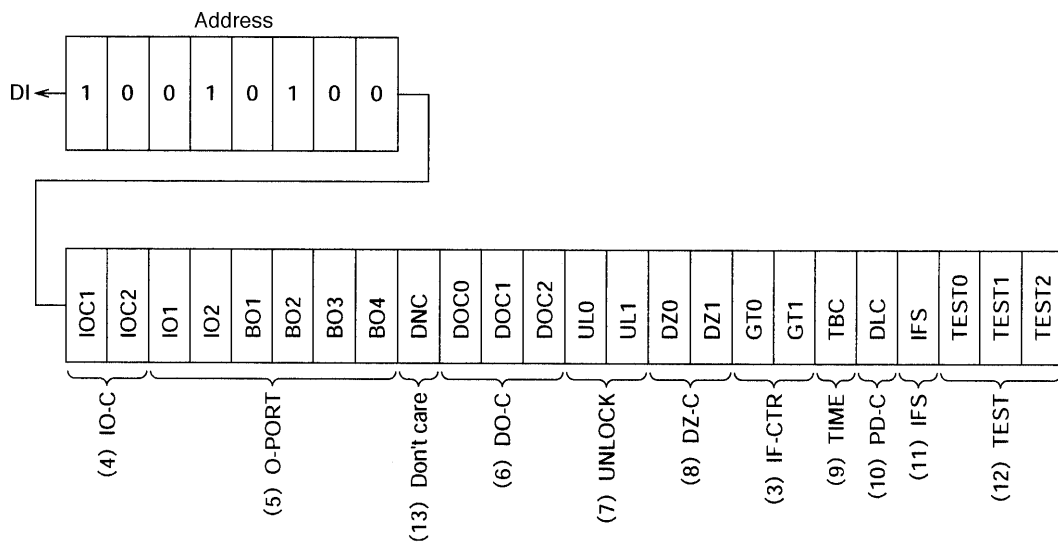 Address
DI 1 0 0 1 0 1 0 0
IOC1 IOC2 IO1 IO2 BO1 BO2 BO3 BO4 DNC DOC0 DOC1 DOC2 UL0 UL1 DZ0 DZ1 GT0 GT1 TBC DLC IFS TEST0 TEST1 TEST2
(4) IO-C
(5) O-PORT
(13) Don't care
(6) DO-C
(7) UNLOCK
(8) DZ-C
(3) IF-CTR
(9) TIME
(10) PD-C
(11) IFS
(12) TEST